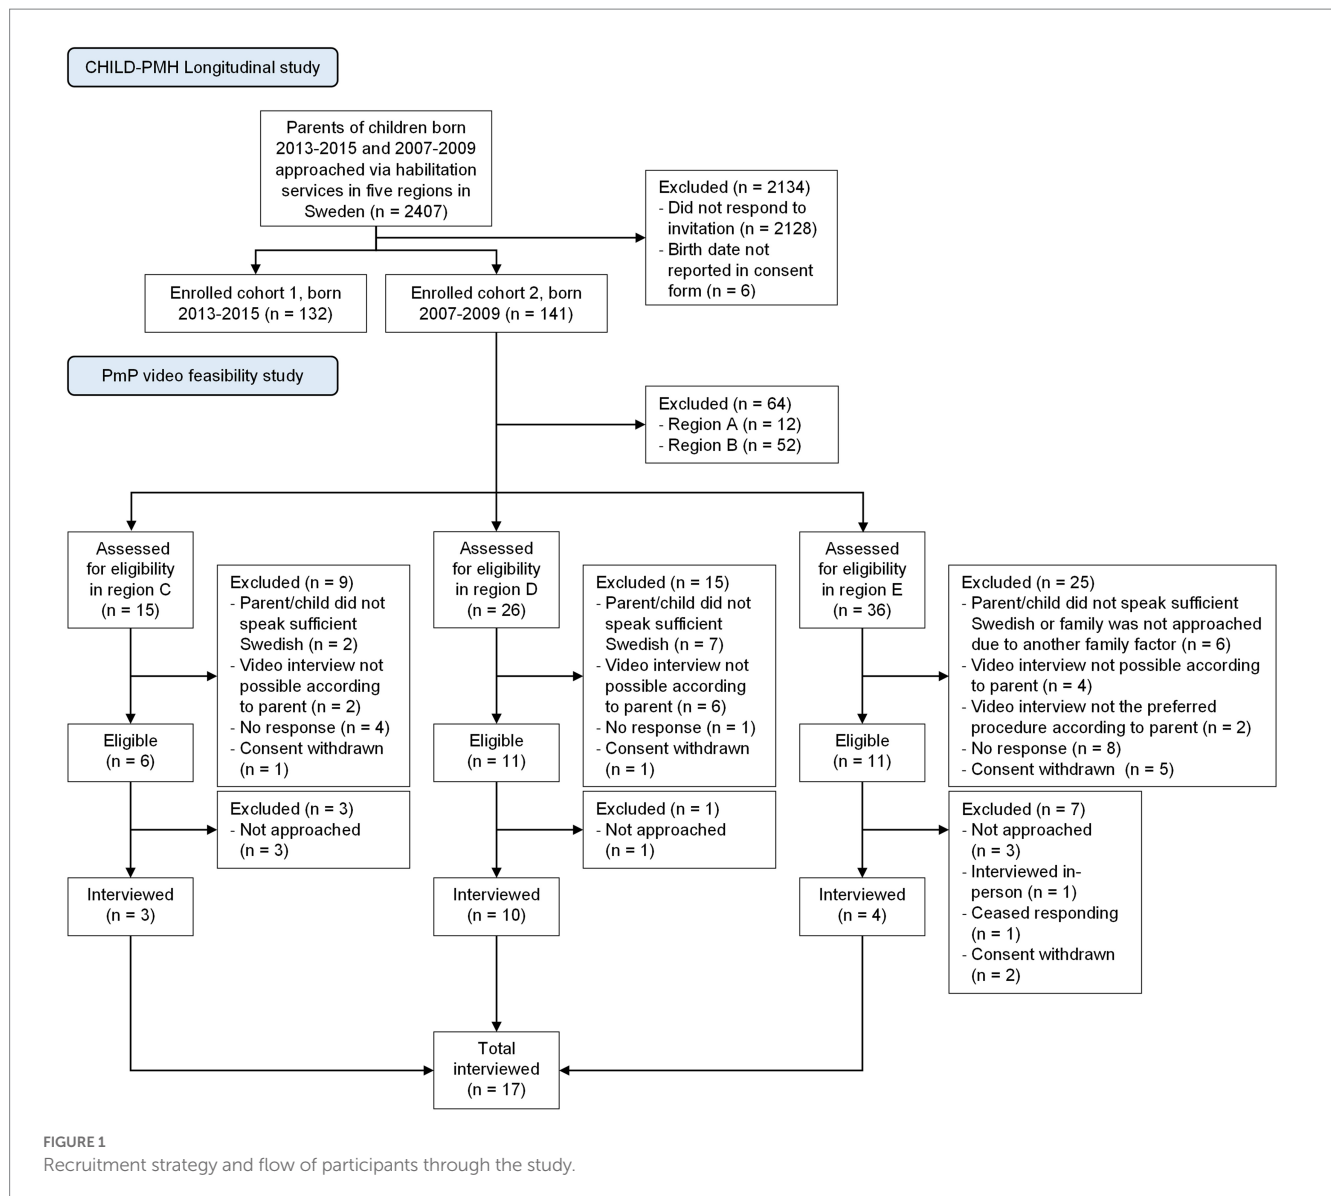 CHILD-PMH Longitudinal study
Parents of children born
2013-2015 and 2007-2009
approached via habilitation
services in five regions in
Sweden (n = 2407)
Excluded (n = 2134)
- Did not respond to
invitation (n = 2128)
- Birth date not
reported in consent
form (n = 6)
Enrolled cohort 1, born
2013-2015 (n = 132)
Enrolled cohort 2, born
2007-2009 (n = 141)
PmP video feasibility study
Excluded (n = 64)
- Region A (n = 12)
- Region B (n = 52)
Assessed
for eligibility
in region C
(n = 15)
Excluded (n = 9)
- Parent/child did not
speak sufficient
Swedish (n = 2)
- Video interview not
possible according
to parent (n = 2)
- No response (n = 4)
- Consent withdrawn
(n = 1)
Assessed
for eligibility
in region D
(n = 26)
Excluded (n = 15)
- Parent/child did not
speak sufficient
Swedish (n = 7)
- Video interview not
possible according
to parent (n = 6)
- No response (n = 1)
- Consent withdrawn
(n = 1)
Assessed
for eligibility
in region E
(n = 36)
Excluded (n = 25)
- Parent/child did not speak sufficient
Swedish or family was not approached
due to another family factor (n = 6)
- Video interview not possible according
to parent (n = 4)
- Video interview not the preferred
procedure according to parent (n = 2)
- No response (n = 8)
- Consent withdrawn (n = 5)
Eligible
(n = 6)
Excluded (n = 3)
- Not approached
(n = 3)
Eligible
(n = 11)
Excluded (n = 1)
- Not approached
(n = 1)
Eligible
(n = 11)
Excluded (n = 7)
- Not approached
(n = 3)
- Interviewed in-
person (n = 1)
- Ceased responding
(n = 1)
- Consent withdrawn
(n = 2)
Interviewed
(n = 3)
Interviewed
(n = 10)
Interviewed
(n = 4)
Total
interviewed
(n = 17)
FIGURE 1
Recruitment strategy and flow of participants through the study.